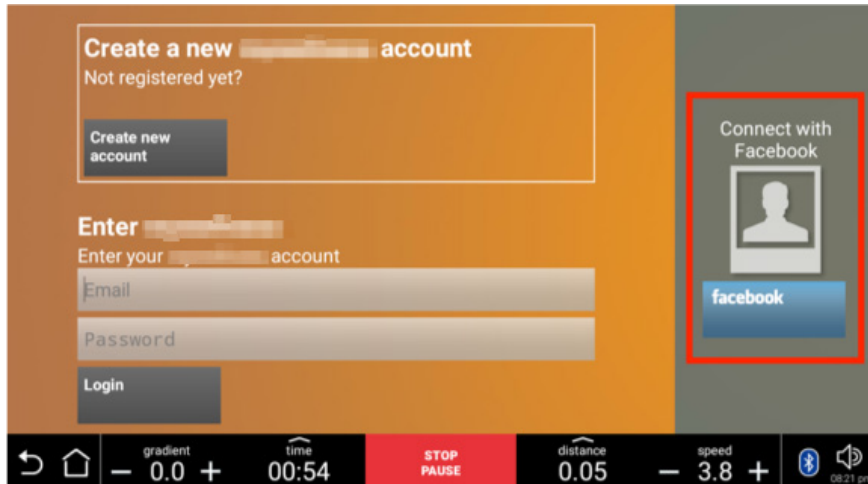 Create a new account
Not registered yet?
Create new
account
Enter
Enter your account
Email
Password
Login
Connect with
Facebook
facebook
gradient
− 0.0 +
time
00:54
STOP
PAUSE
distance
0.05
speed
− 3.8 +
08:21 pm